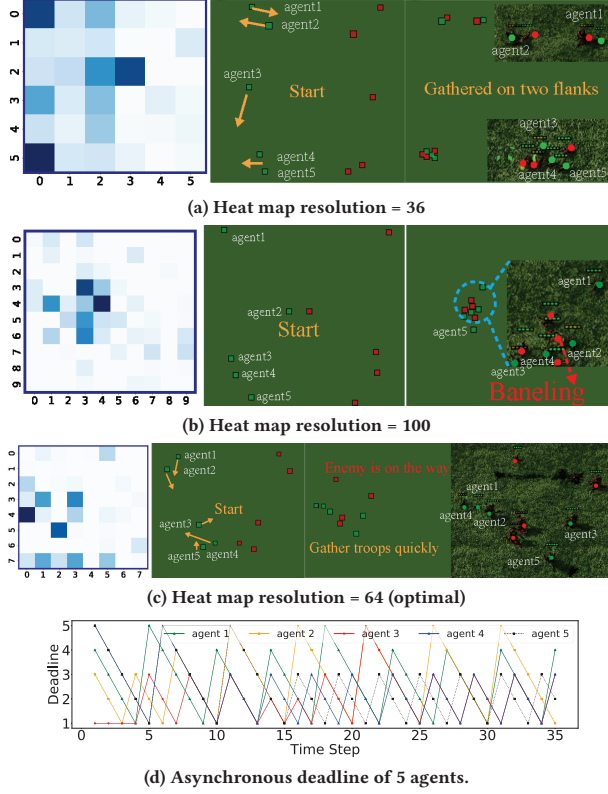 0
1
2
3
4
5
0 1 2 3 4 5
agent1
agent2
agent3
Start
agent4
agent5
Gathered on two flanks
agent1
agent2
agent3
agent4
agent5
(a) Heat map resolution = 36
0
1
2
3
4
5
6
7
8
9
0 1 2 3 4 5 6 7 8 9
agent1
agent2
Start
agent3
agent4
agent5
agent5
agent1
agent2
agent4
agent3
Baneling
(b) Heat map resolution = 100
0
1
2
3
4
5
6
7
0 1 2 3 4 5 6 7
agent1
agent2
Start
agent3
agent5 agent4
Enemy is on the way
Gather troops quickly
agent1
agent4
agent2
agent3
agent5
(c) Heat map resolution = 64 (optimal)
agent 1 agent 2 agent 3 agent 4 agent 5
Deadline
5
4
3
2
1
0 5 10 15 20 25 30 35
Time Step
(d) Asynchronous deadline of 5 agents.